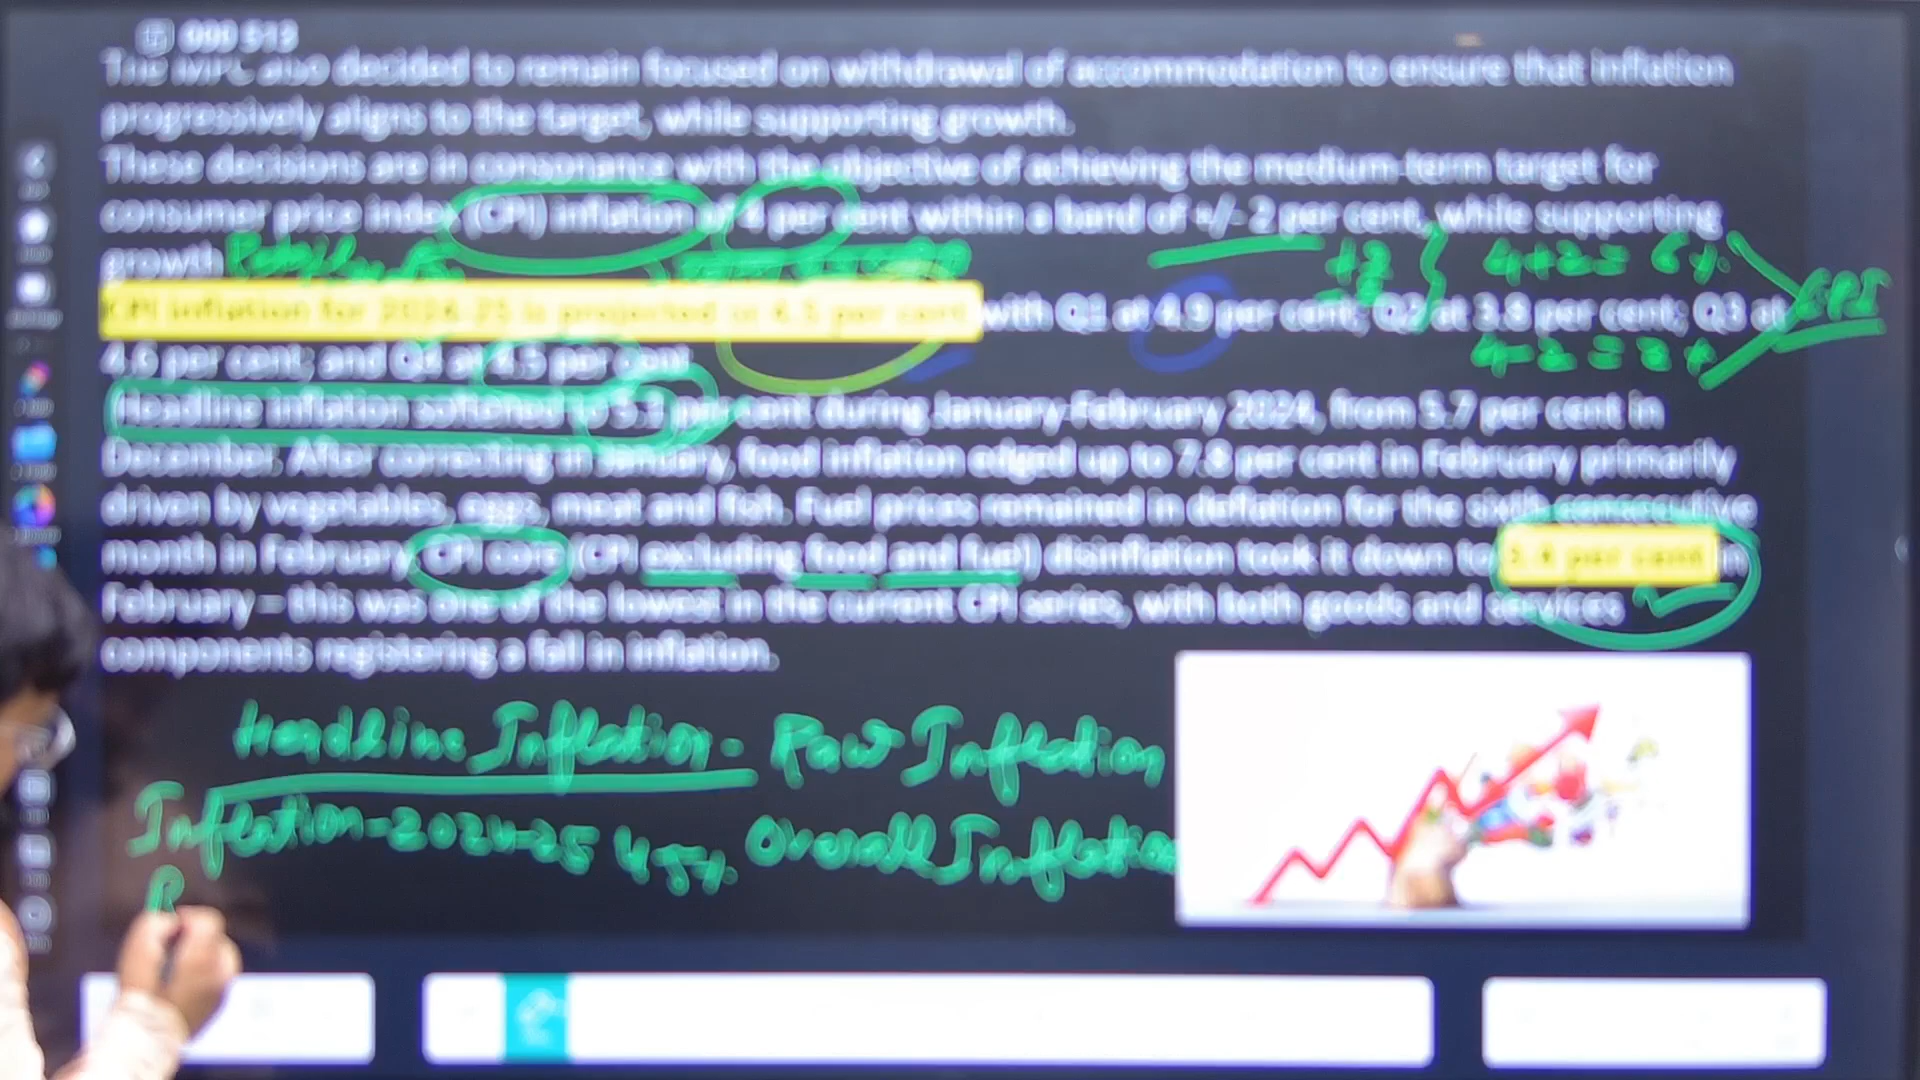 The MPC also decided to remain focused on withdrawal of accommodation to ensure that inflation
progressively aligns to the target, while supporting growth.
These decisions are in consonance with the objective of achieving the medium-term target for
consumer price index (CPI) inflation of 4 per cent within a band of +/- 2 per cent, while supporting
growth
+2 } 4+2= 6%
4-2=2%
CPI inflation for 2024-25 is projected at 4.5 per cent with Q1 at 4.9 per cent; Q2 at 3.8 per cent; Q3 at
4.6 per cent; and Q4 at 4.5 per cent
Headline inflation softened to 5.1 per cent during January-February 2024, from 5.7 per cent in
December. After correcting in January, food inflation edged up to 7.8 per cent in February primarily
driven by vegetables, eggs, meat and fish. Fuel prices remained in deflation for the sixth consecutive
month in February. CPI core (CPI excluding food and fuel) disinflation took it down to 3.4 per cent in
February – this was one of the lowest in the current CPI series, with both goods and services
components registering a fall in inflation.
Headline Inflation - Raw Inflation
Inflation-2024-25 4.5%. Overall Inflation
R